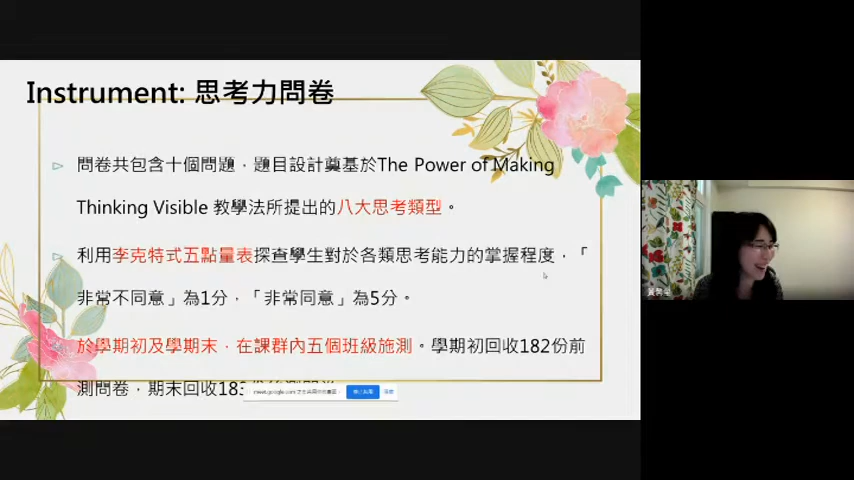 Instrument: 思考力問卷
問卷共包含十個問題，題目設計奠基於The Power of Making
Thinking Visible 教學法所提出的八大思考類型。
利用李克特式五點量表探查學生對於各類思考能力的掌握程度，「
非常不同意」為1分，「非常同意」為5分。
於學期初及學期末，在課群內五個班級施測。學期初回收182份前
測問卷，期末回收18